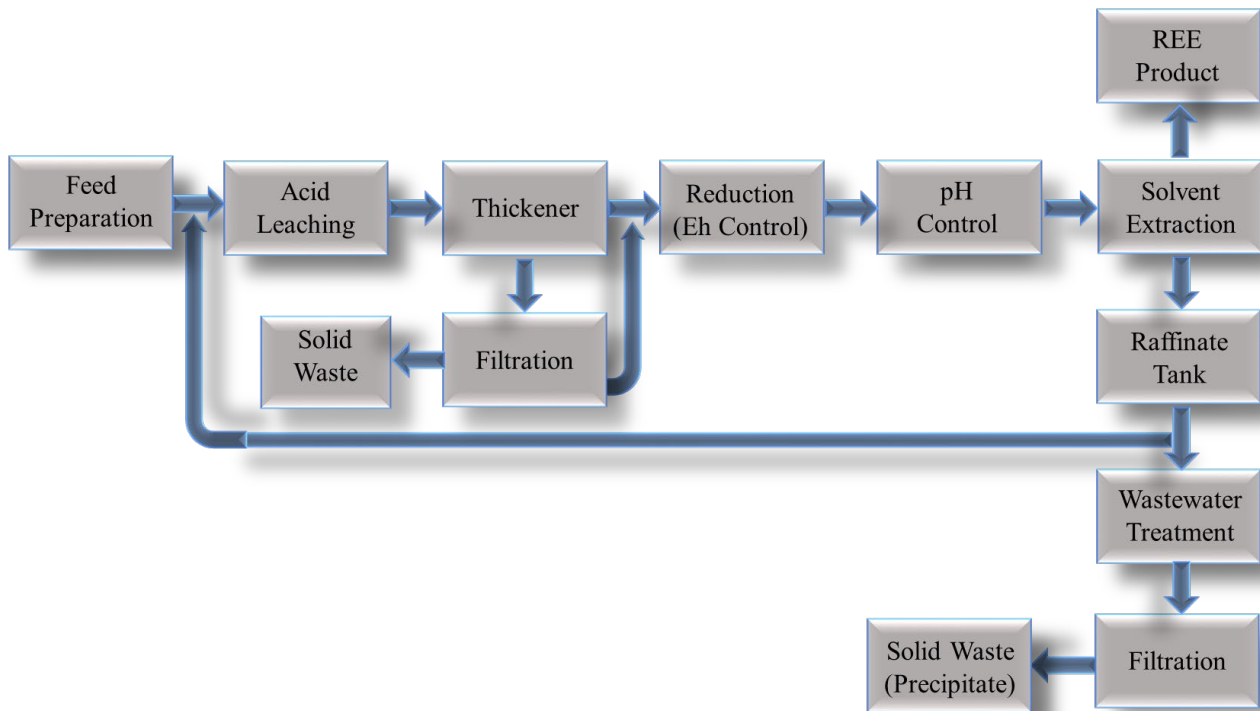 REE
Product
Feed
Preparation
Acid
Leaching
Thickener
Reduction
(Eh Control)
pH
Control
Solvent
Extraction
Solid
Waste
Filtration
Raffinate
Tank
Wastewater
Treatment
Solid Waste
(Precipitate)
Filtration